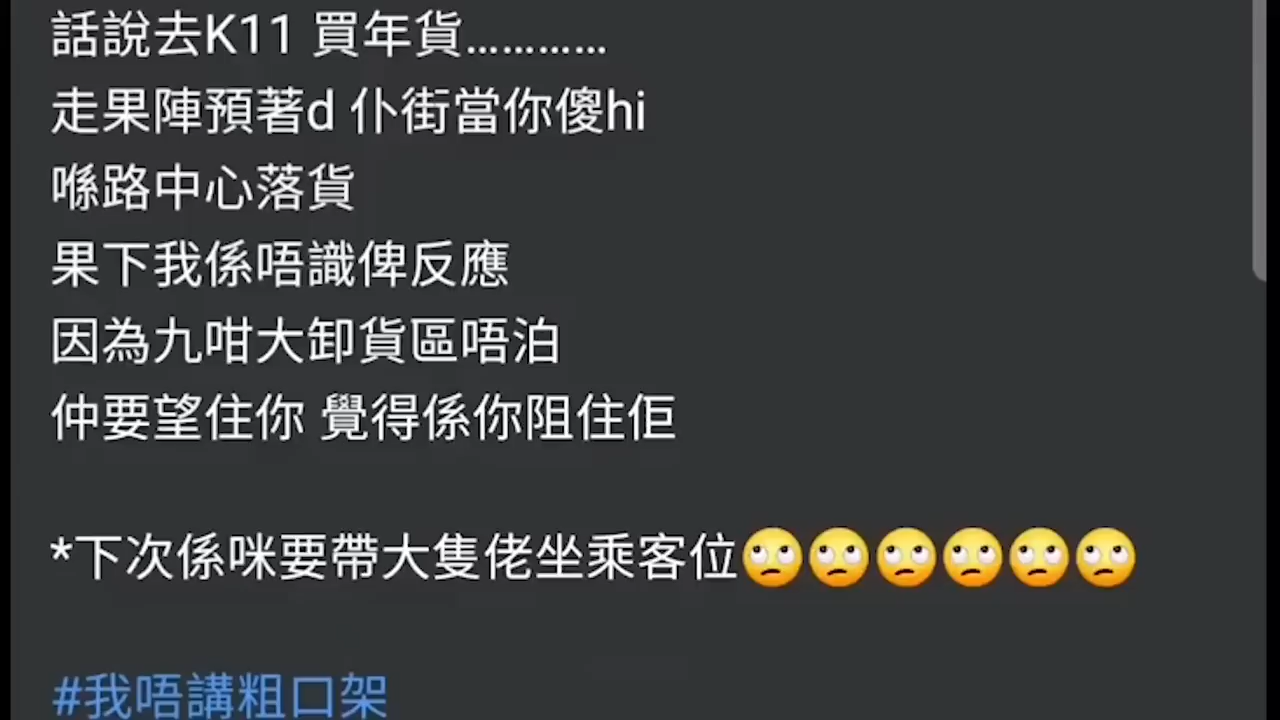 話說去K11 買年貨…………
走果陣預著d 仆街當你傻hi
喺路中心落貨
果下我係唔識俾反應
因為九咁大卸貨區唔泊
仲要望住你 覺得係你阻住佢
*下次係咪要帶大隻佬坐乘客位🙄🙄🙄🙄🙄🙄
#我唔講粗口架